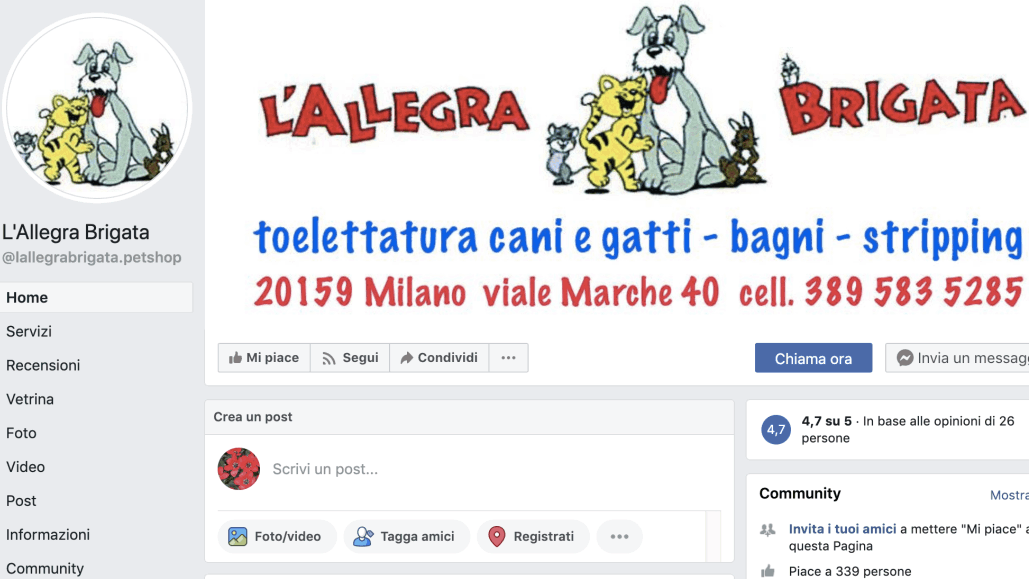 L'ALLEGRA BRIGATA
toelettatura cani e gatti - bagni - stripping
20159 Milano viale Marche 40 cell. 389 583 5285
L'Allegra Brigata
@lallegrabrigata.petshop
Home
Servizi
Recensioni
Vetrina
Foto
Video
Post
Informazioni
Community
Mi piace
Segui
Condividi
Chiama ora
Invia un messagg
Crea un post
Scrivi un post...
Foto/video
Tagga amici
Registrati
4,7
4,7 su 5 · In base alle opinioni di 26
persone
Community
Mostra
Invita i tuoi amici a mettere "Mi piace" a
questa Pagina
Piace a 339 persone